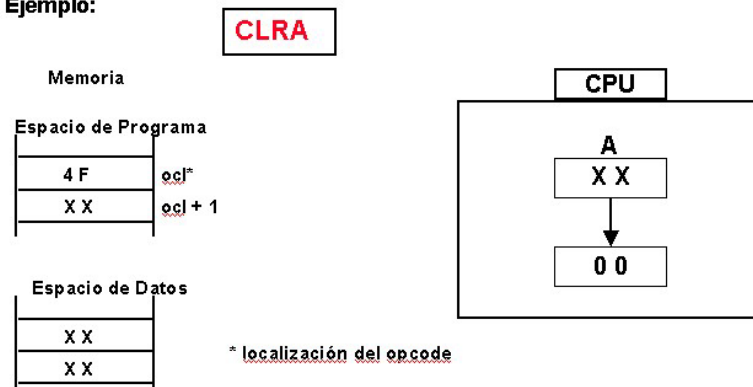 Ejemplo:
CLRA
Memoria
Espacio de Programa
4 F ocl*
X X ocl + 1
Espacio de Datos
X X
X X
* localización del opcode
CPU
A
X X
0 0